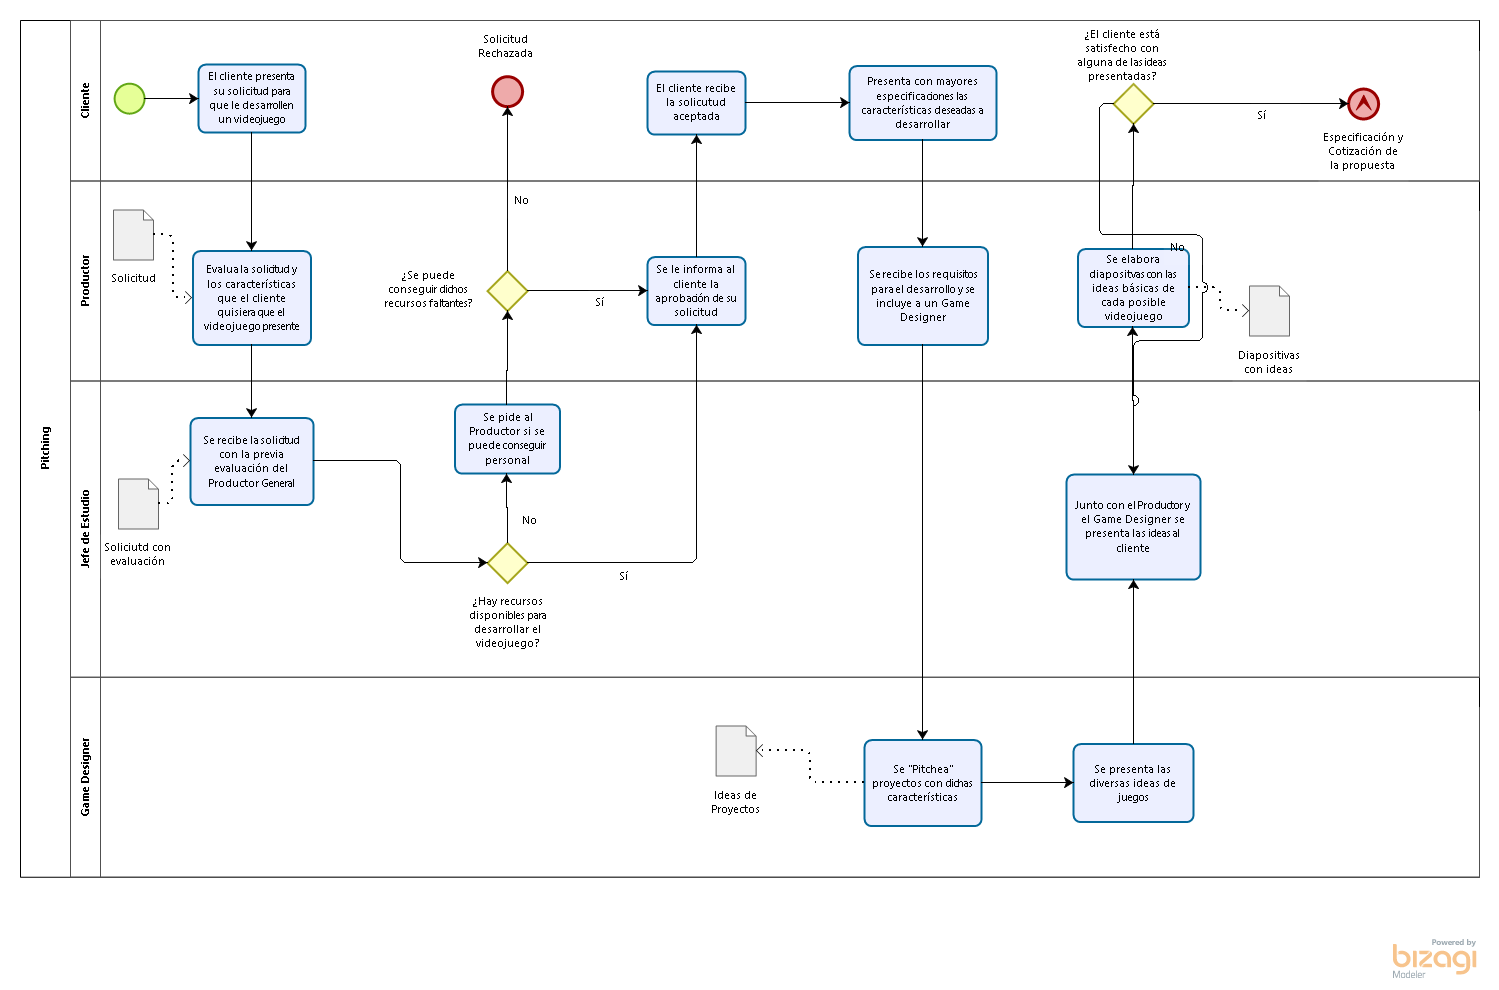 Pitching
Cliente
El cliente presenta
su solicitud para
que le desarrollen
un videojuego
Solicitud
Rechazada
El cliente recibe
la solicutud
aceptada
Presenta con mayores
especificaciones las
características deseadas a
desarrollar
¿El cliente está
satisfecho con
alguna de las ideas
presentadas?
Sí
Especificación y
Cotización de
la propuesta
Productor
Solicitud
Evalua la solicitud y
los características
que el cliente
quisiera que el
videojuego presente
No
¿Se puede
conseguir dichos
recursos faltantes?
Sí
Se le informa al
cliente la
aprobación de su
solicitud
Se recibe los requisitos
para el desarrollo y se
incluye a un Game
Designer
No
Se elabora
diapositvas con las
ideas básicas de
cada posible
videojuego
Diapositivas
con ideas
Jefe de Estudio
Soliciutd con
evaluación
Se recibe la solicitud
con la previa
evaluación del
Productor General
Se pide al
Productor si se
puede conseguir
personal
No
Sí
¿Hay recursos
disponibles para
desarrollar el
videojuego?
Junto con el Productor y
el Game Designer se
presenta las ideas al
cliente
Game Designer
Ideas de
Proyectos
Se "Pitchea"
proyectos con dichas
características
Se presenta las
diversas ideas de
juegos
Powered by
bizagi
Modeler